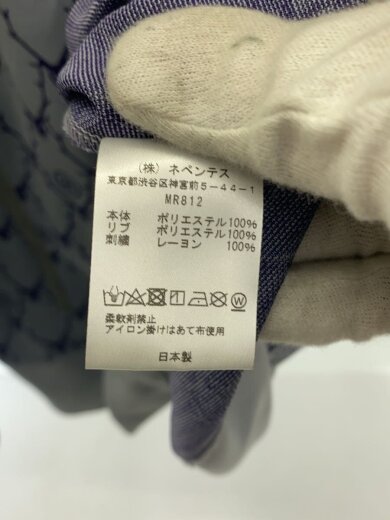 (株) ネペンテス
東京都渋谷区神宮前5-44-1
MR812
本体 ポリエステル100%
リブ ポリエステル100%
刺繍 レーヨン 100%
柔軟剤禁止
アイロン掛けはあて布使用
日本製